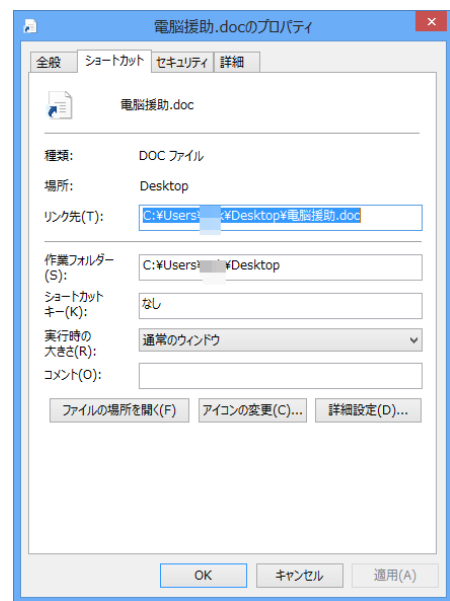 電脳援助.docのプロパティ
全般 ショートカット セキュリティ 詳細
電脳援助.doc
種類: DOC ファイル
場所: Desktop
リンク先(T): C:¥Users¥ ¥Desktop¥電脳援助.doc
作業フォルダー
(S): C:¥Users¥ ¥Desktop
ショートカット
キー(K): なし
実行時の
大きさ(R): 通常のウィンドウ
コメント(O):
ファイルの場所を開く(F) アイコンの変更(C)... 詳細設定(D)...
OK キャンセル 適用(A)